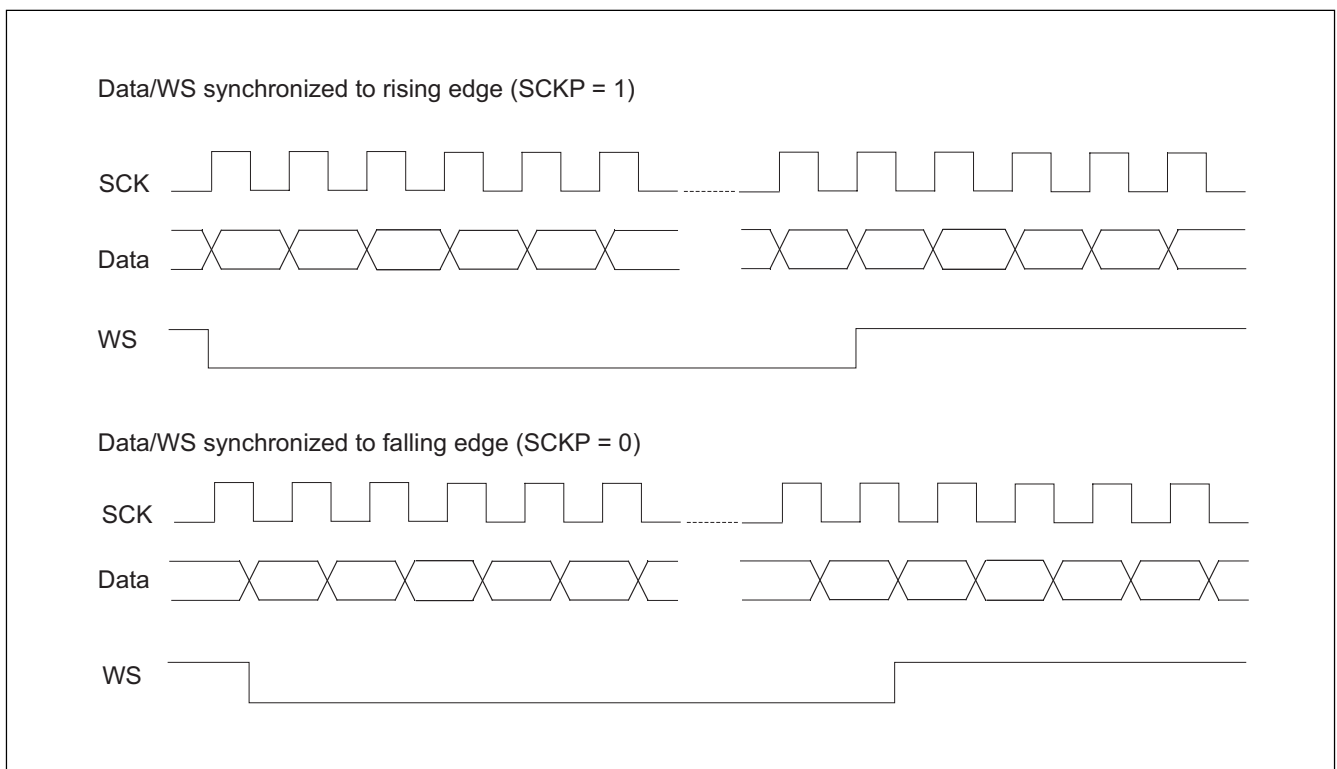 Data/WS synchronized to rising edge (SCKP = 1)
SCK
Data
WS
Data/WS synchronized to falling edge (SCKP = 0)
SCK
Data
WS